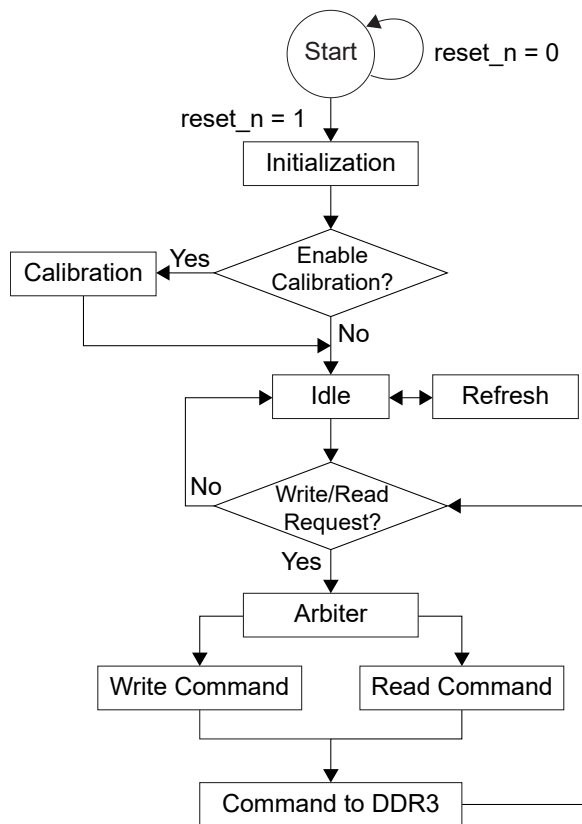 Start
reset_n = 0
reset_n = 1
Initialization
Enable
Calibration?
Yes
Calibration
No
Idle
Refresh
Write/Read
Request?
No
Yes
Arbiter
Write Command
Read Command
Command to DDR3